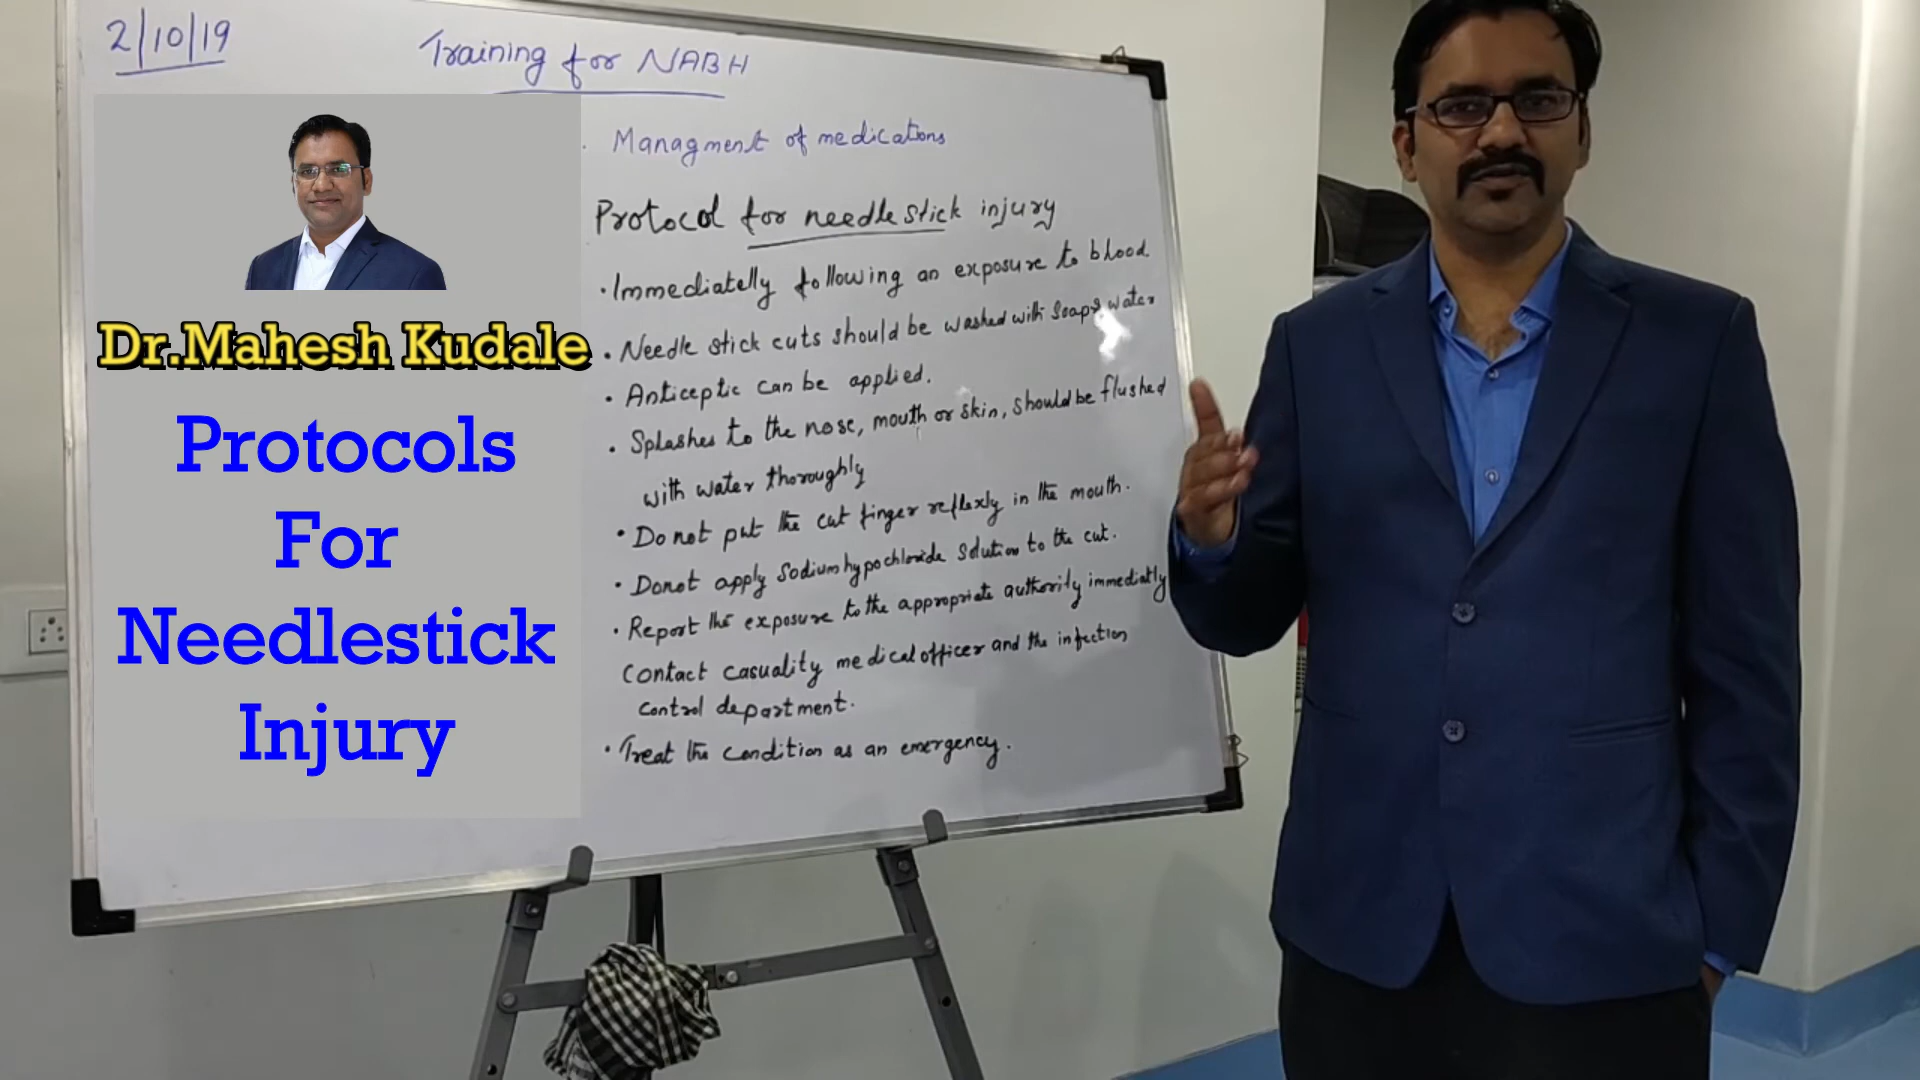 2/10/19
Training for NABH
Managment of medications
Dr.Mahesh Kudale
Protocols
For
Needlestick
Injury
Protocol for needle stick injury
• Immediatelly following an exposure to blood.
• Needle stick cuts should be washed with soap & water
• Anticeptic can be applied.
• Splashes to the nose, mouth or skin, should be flushed
with water thoroughly
• Do not put the cut finger reflexly in the mouth.
• Donot apply Sodium hypochloride solution to the cut.
• Report the exposure to the appropriate authority immediatly
Contact casuality medical officer and the infection
control department.
• Treat the condition as an emergency.